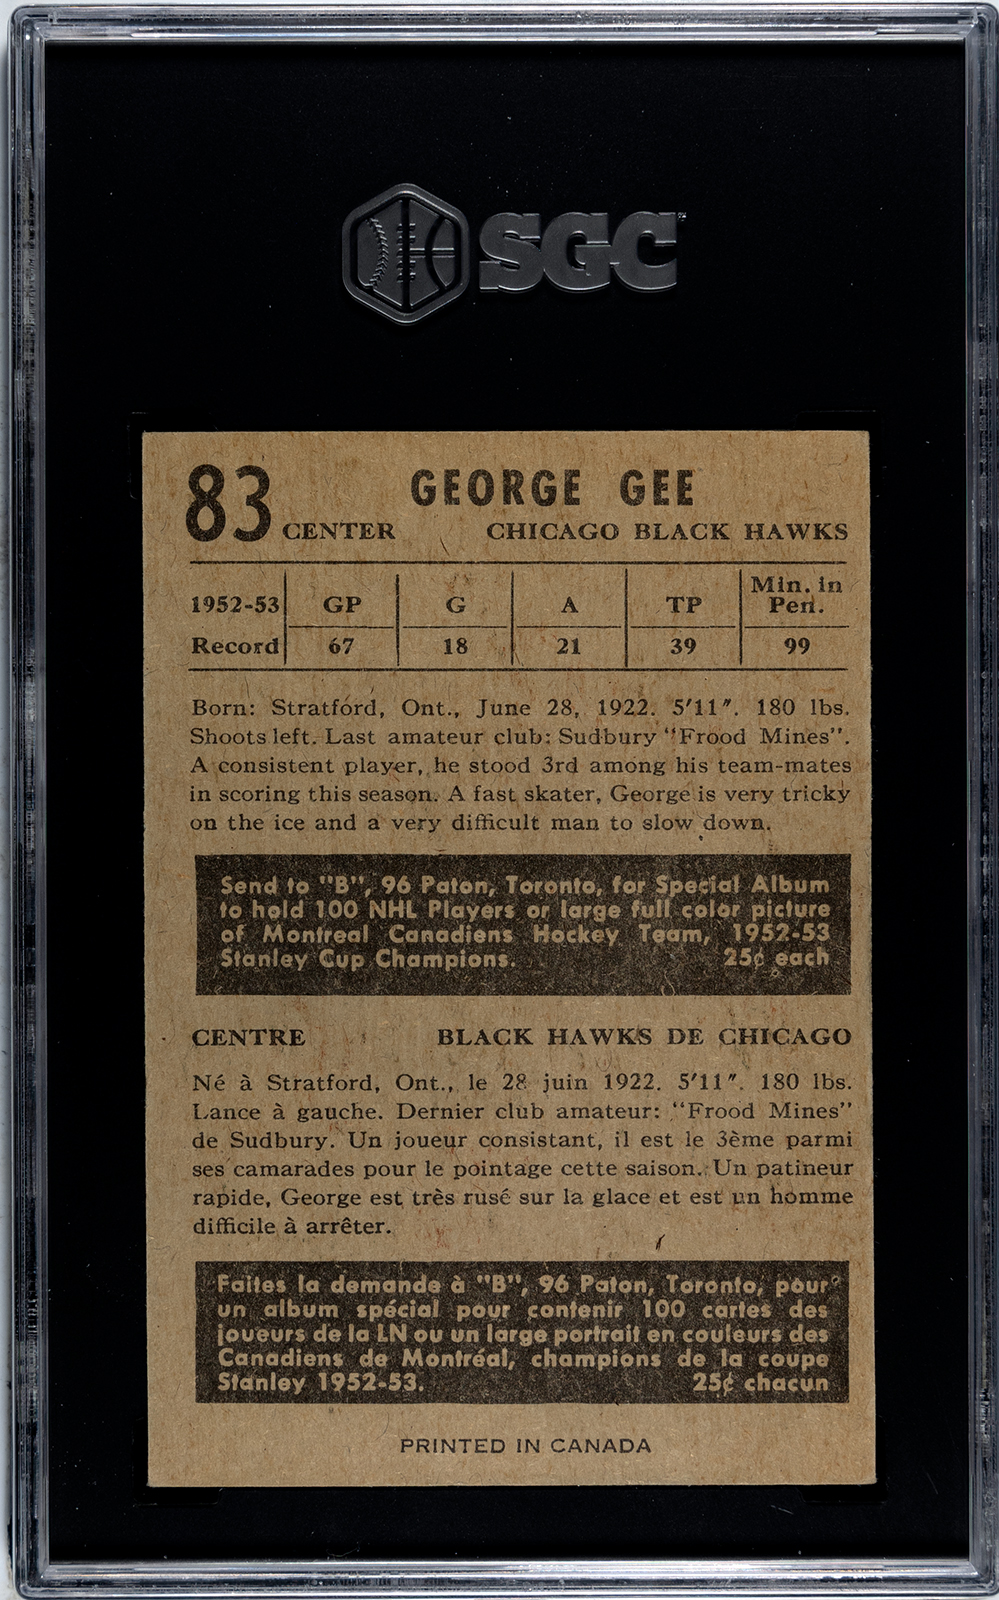 SGC
83 GEORGE GEE
CENTER CHICAGO BLACK HAWKS
1952-53 GP G A TP Min. in Pen.
Record 67 18 21 39 99
Born: Stratford, Ont., June 28, 1922. 5'11". 180 lbs.
Shoots left. Last amateur club: Sudbury "Frood Mines".
A consistent player, he stood 3rd among his team-mates
in scoring this season. A fast skater, George is very tricky
on the ice and a very difficult man to slow down.
Send to "B", 96 Paton, Toronto, for Special Album
to hold 100 NHL Players or large full color picture
of Montreal Canadiens Hockey Team, 1952-53
Stanley Cup Champions. 25¢ each
CENTRE BLACK HAWKS DE CHICAGO
Né à Stratford, Ont., le 28 juin 1922. 5'11". 180 lbs.
Lance à gauche. Dernier club amateur: "Frood Mines"
de Sudbury. Un joueur consistant, il est le 3ème parmi
ses camarades pour le pointage cette saison. Un patineur
rapide, George est très rusé sur la glace et est un homme
difficile à arrêter.
Faites la demande à "B", 96 Paton, Toronto, pour
un album spécial pour contenir 100 cartes des
joueurs de la LN ou un large portrait en couleurs des
Canadiens de Montréal, champions de la coupe
Stanley 1952-53. 25¢ chacun
PRINTED IN CANADA